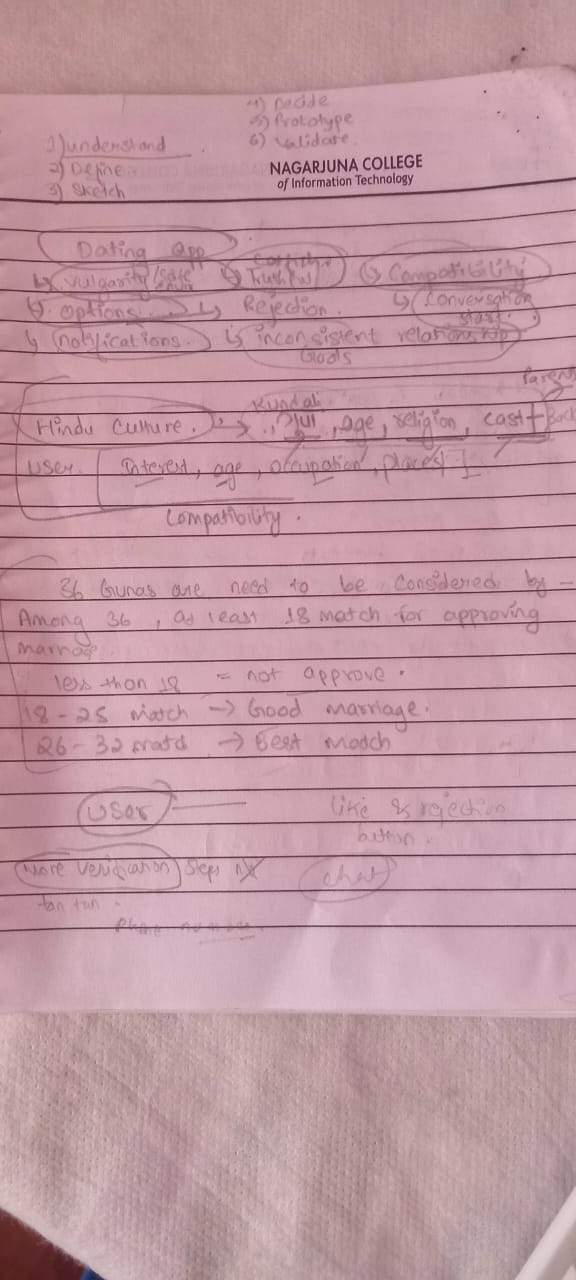 4) Decide
5) Prototype
6) Validate.
1) understand
2) Define
3) Sketch
NAGARJUNA COLLEGE
of Information Technology
Dating app
↳ Vulgarity / safe ↳ Truthful ↳ Compatibility
↳ options. ↳ Rejection. ↳ Conversation
start.
↳ notifications. ↳ inconsistent relationship
Goals
Parent
Kundali
Hindu Culture. → , age, religion, cast + Back
User. Interest, age, occupation, places
Compatibility.
36 Gunas are need to be Considered by -
Among 36, at least 18 match for approving
marriage.
less than 18 = not approve.
18 - 25 match → Good marriage.
26 - 32 match → Best match
User
like & rejection
button.
more verification steps
chat
tan tan.
phone number.